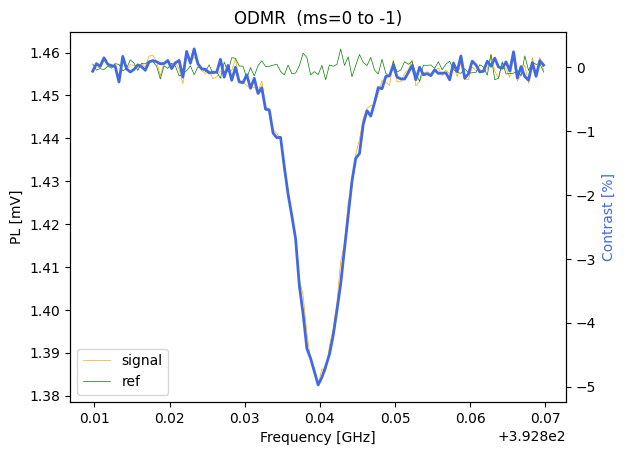 ODMR  (ms=0 to -1)
1.46
1.45
1.44
1.43
1.42
1.41
1.40
1.39
1.38
PL [mV]
0
−1
−2
−3
−4
−5
Contrast [%]
signal
ref
0.01 0.02 0.03 0.04 0.05 0.06 0.07
Frequency [GHz]
+3.928e2